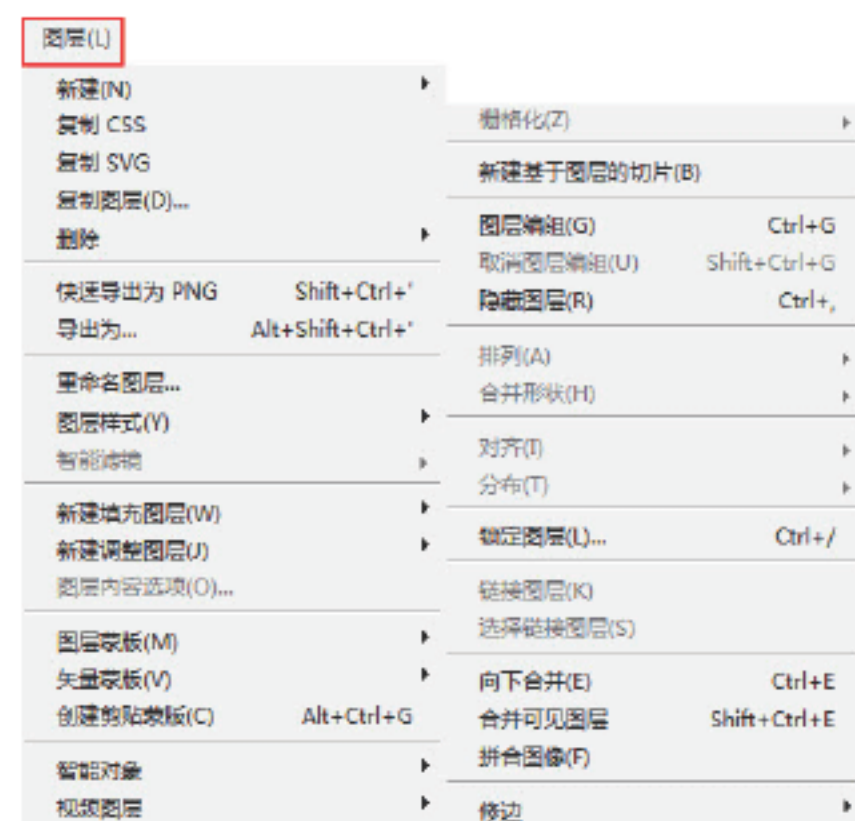 图层(L)
新建(N)
复制 CSS
复制 SVG
复制图层(D)...
删除
快速导出为 PNG Shift+Ctrl+'
导出为... Alt+Shift+Ctrl+'
重命名图层...
图层样式(Y)
智能滤镜
新建填充图层(W)
新建调整图层(J)
图层内容选项(O)...
图层蒙版(M)
矢量蒙版(V)
创建剪贴蒙版(C) Alt+Ctrl+G
智能对象
视频图层
栅格化(Z)
新建基于图层的切片(B)
图层编组(G) Ctrl+G
取消图层编组(U) Shift+Ctrl+G
隐藏图层(R) Ctrl+,
排列(A)
合并形状(H)
对齐(I)
分布(T)
锁定图层(L)... Ctrl+/
链接图层(K)
选择链接图层(S)
向下合并(E) Ctrl+E
合并可见图层 Shift+Ctrl+E
拼合图像(F)
修边